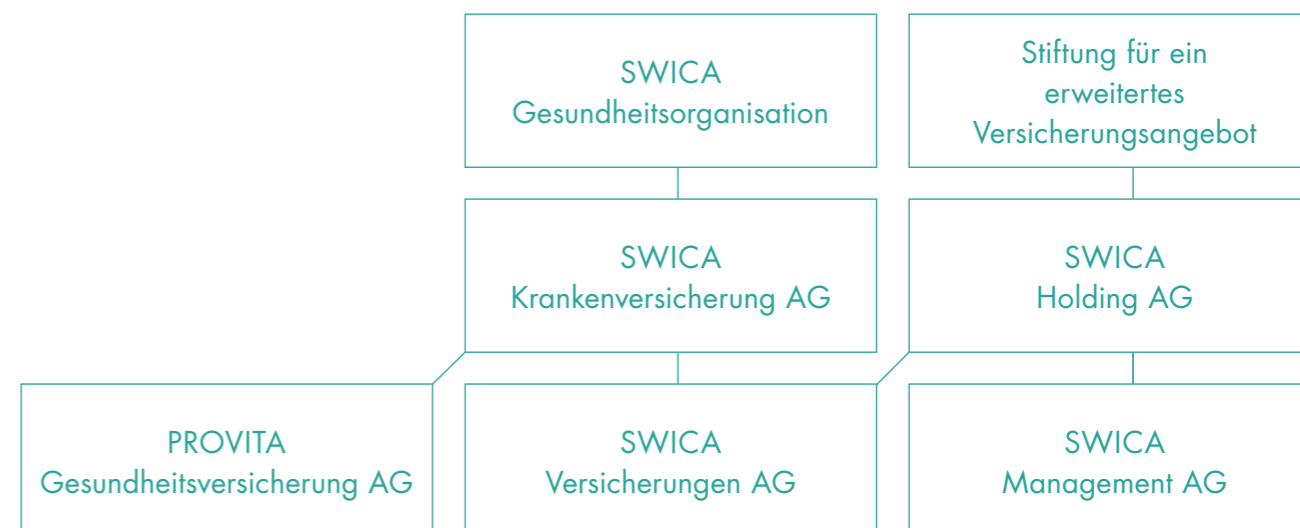 SWICA
Gesundheitsorganisation
Stiftung für ein
erweitertes
Versicherungsangebot
SWICA
Krankenversicherung AG
SWICA
Holding AG
PROVITA
Gesundheitsversicherung AG
SWICA
Versicherungen AG
SWICA
Management AG